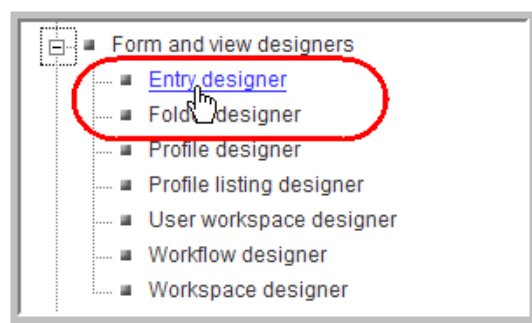 Form and view designers
Entry designer
Folder designer
Profile designer
Profile listing designer
User workspace designer
Workflow designer
Workspace designer